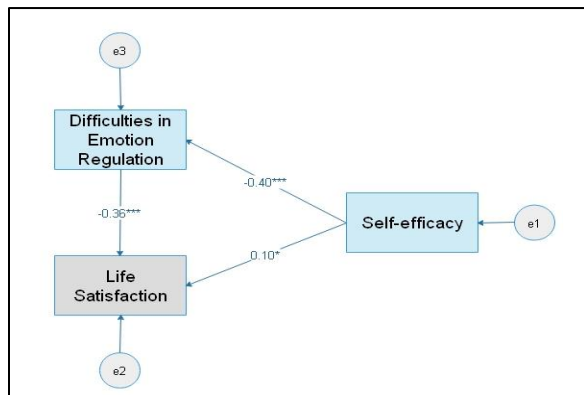 e3
Difficulties in
Emotion
Regulation
-0.40***
-0.36***
Self-efficacy
e1
0.10*
Life
Satisfaction
e2